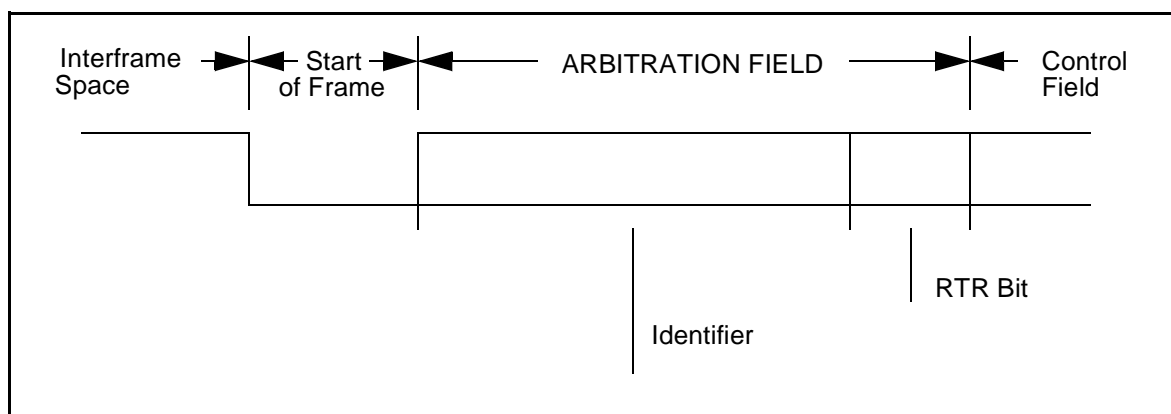 Interframe
Space
Start
of Frame
ARBITRATION FIELD
Control
Field
RTR Bit
Identifier